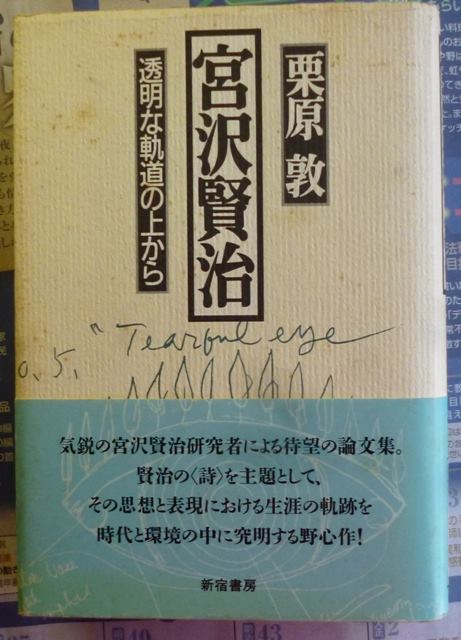 栗原 敦
宮沢賢治
透明な軌道の上から
o. 5. "Tearful eye
気鋭の宮沢賢治研究者による待望の論文集。
賢治の〈詩〉を主題として、
その思想と表現における生涯の軌跡を
時代と環境の中に究明する野心作!
新宿書房